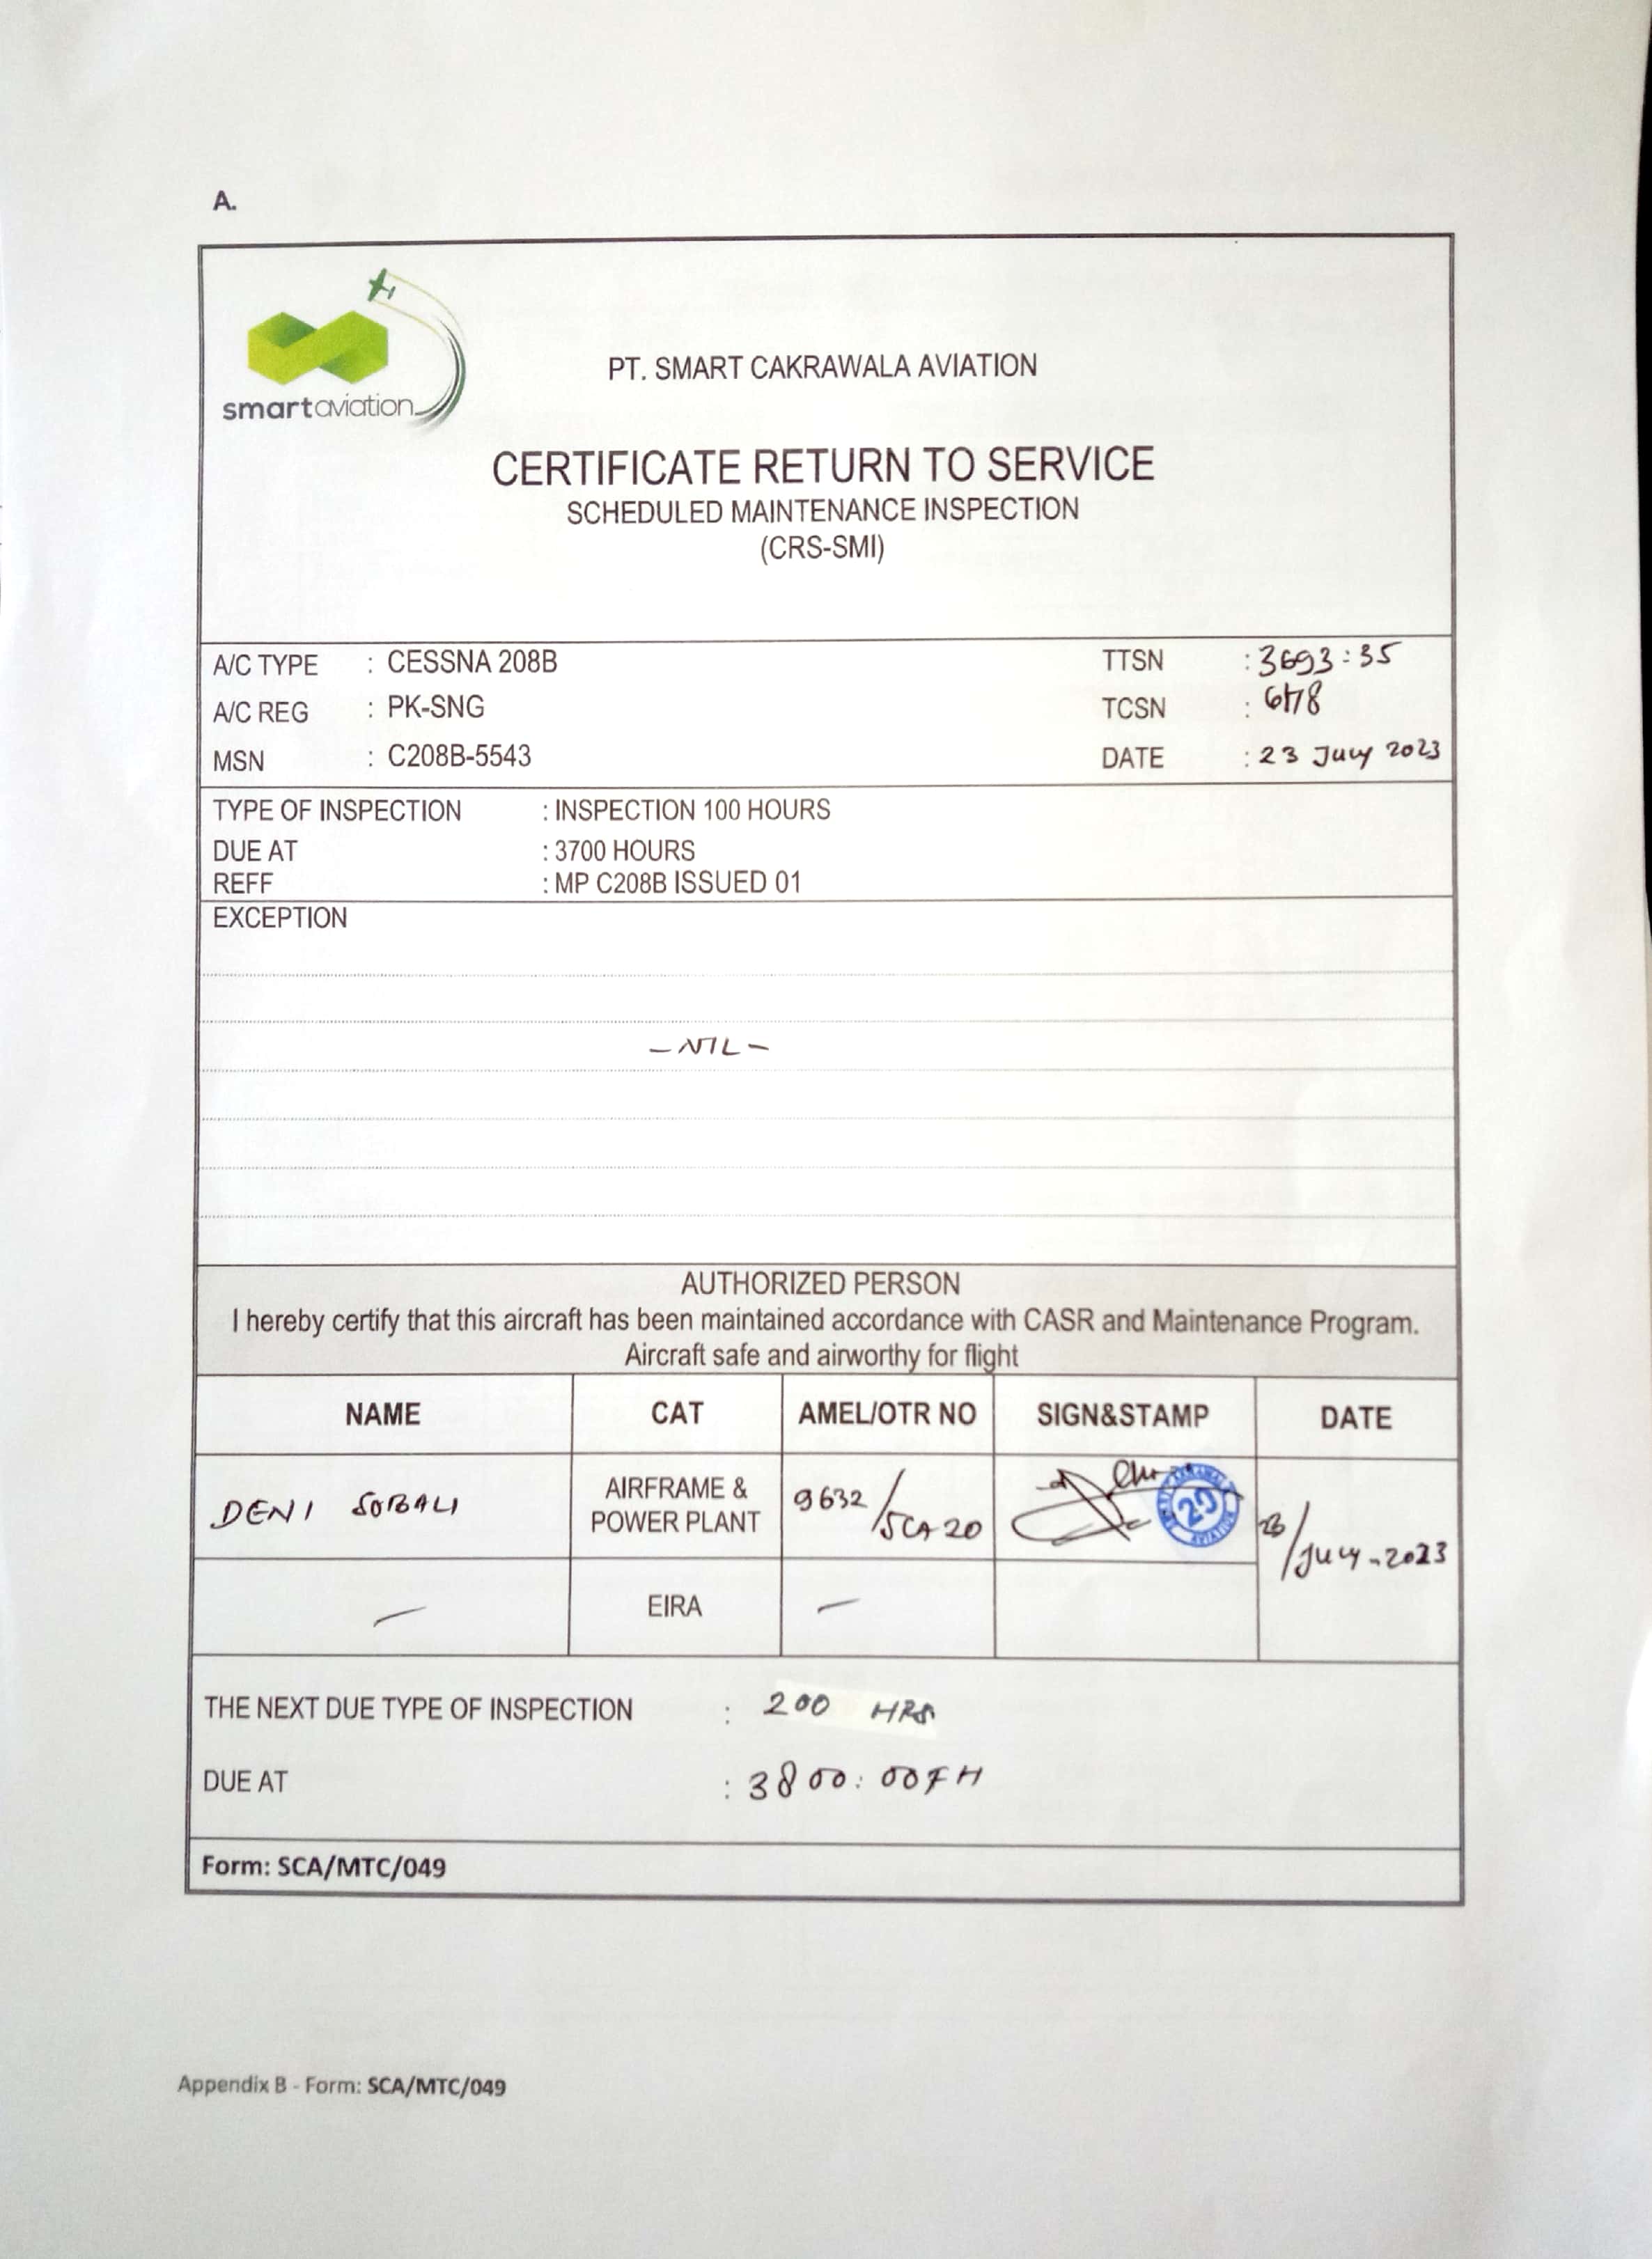 A.
smartaviation
PT. SMART CAKRAWALA AVIATION
CERTIFICATE RETURN TO SERVICE
SCHEDULED MAINTENANCE INSPECTION
(CRS-SMI)
A/C TYPE : CESSNA 208B TTSN : 3693:35
A/C REG : PK-SNG TCSN :
MSN : C208B-5543 DATE : 23 July 2023
TYPE OF INSPECTION : INSPECTION 100 HOURS
DUE AT : 3700 HOURS
REFF : MP C208B ISSUED 01
EXCEPTION
- NIL -
AUTHORIZED PERSON
I hereby certify that this aircraft has been maintained accordance with CASR and Maintenance Program.
Aircraft safe and airworthy for flight
NAME CAT AMEL/OTR NO SIGN&STAMP DATE
DENI SOBALI AIRFRAME & POWER PLANT 9632/SCA 20 20 AVIATION 23/July-2023
— EIRA —
THE NEXT DUE TYPE OF INSPECTION : 200 HRS
DUE AT : 3800:00 FH
Form: SCA/MTC/049
Appendix B - Form: SCA/MTC/049